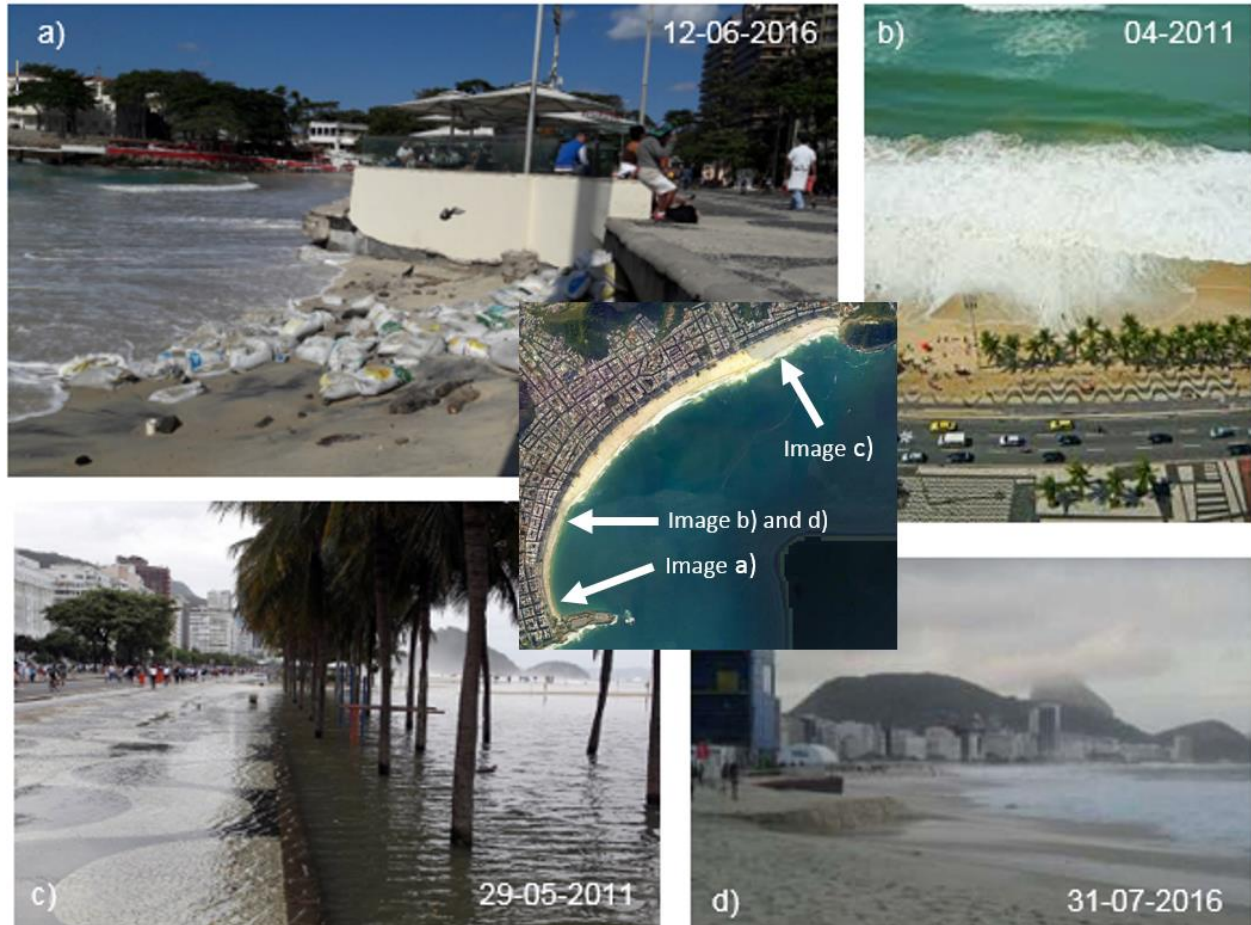 a)
12-06-2016
b)
04-2011
Image c)
Image b) and d)
Image a)
c)
29-05-2011
d)
31-07-2016